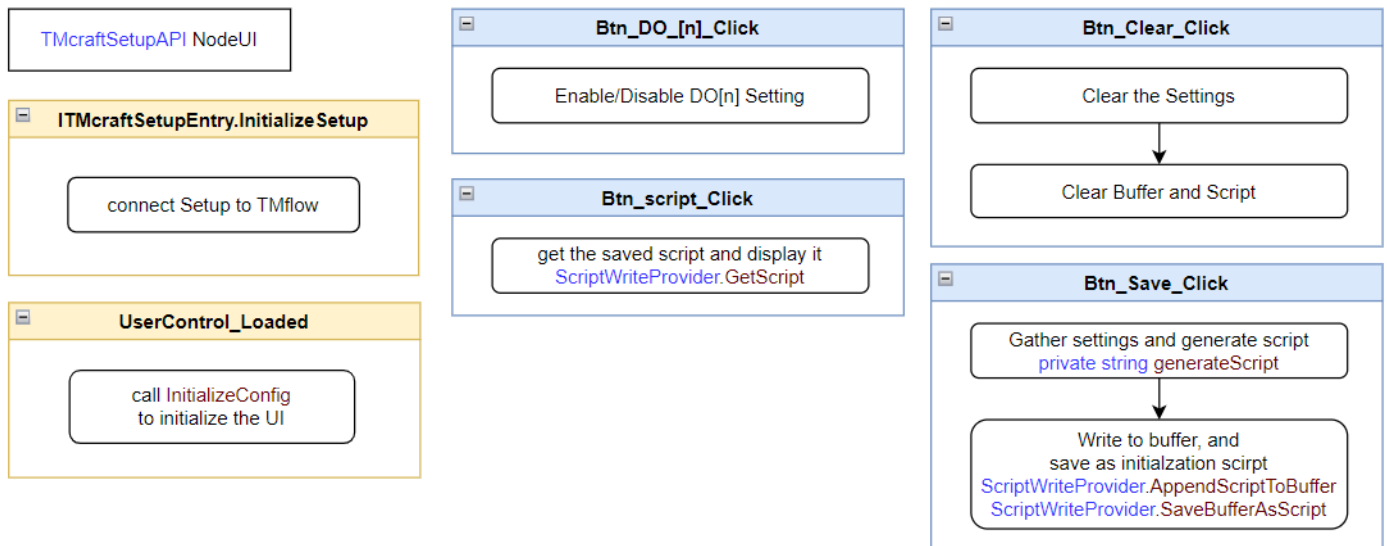 TMcraftSetupAPI NodeUI
ITMcraftSetupEntry.InitializeSetup
connect Setup to TMflow
UserControl_Loaded
call InitializeConfig
to initialize the UI
Btn_DO_[n]_Click
Enable/Disable DO[n] Setting
Btn_script_Click
get the saved script and display it
ScriptWriteProvider.GetScript
Btn_Clear_Click
Clear the Settings
Clear Buffer and Script
Btn_Save_Click
Gather settings and generate script
private string generateScript
Write to buffer, and
save as initialzation scirpt
ScriptWriteProvider.AppendScriptToBuffer
ScriptWriteProvider.SaveBufferAsScript